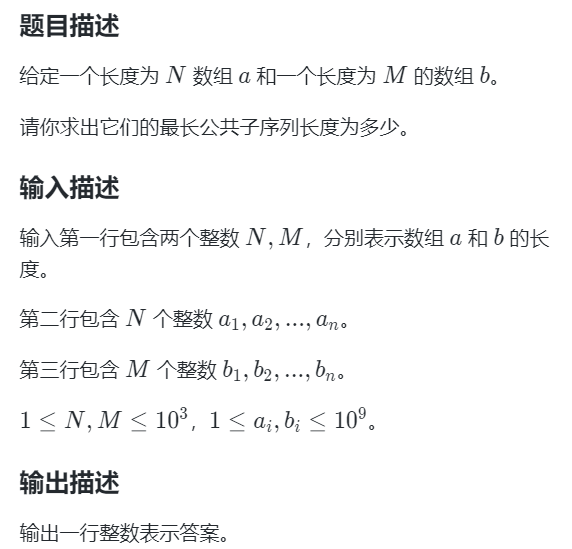 题目描述
给定一个长度为 N 数组 a 和一个长度为 M 的数组 b。
请你求出它们的最长公共子序列长度为多少。
输入描述
输入第一行包含两个整数 N, M，分别表示数组 a 和 b 的长
度。
第二行包含 N 个整数 a₁, a₂, ..., aₙ。
第三行包含 M 个整数 b₁, b₂, ..., bₙ。
1 ≤ N, M ≤ 10³，1 ≤ aᵢ, bᵢ ≤ 10⁹。
输出描述
输出一行整数表示答案。